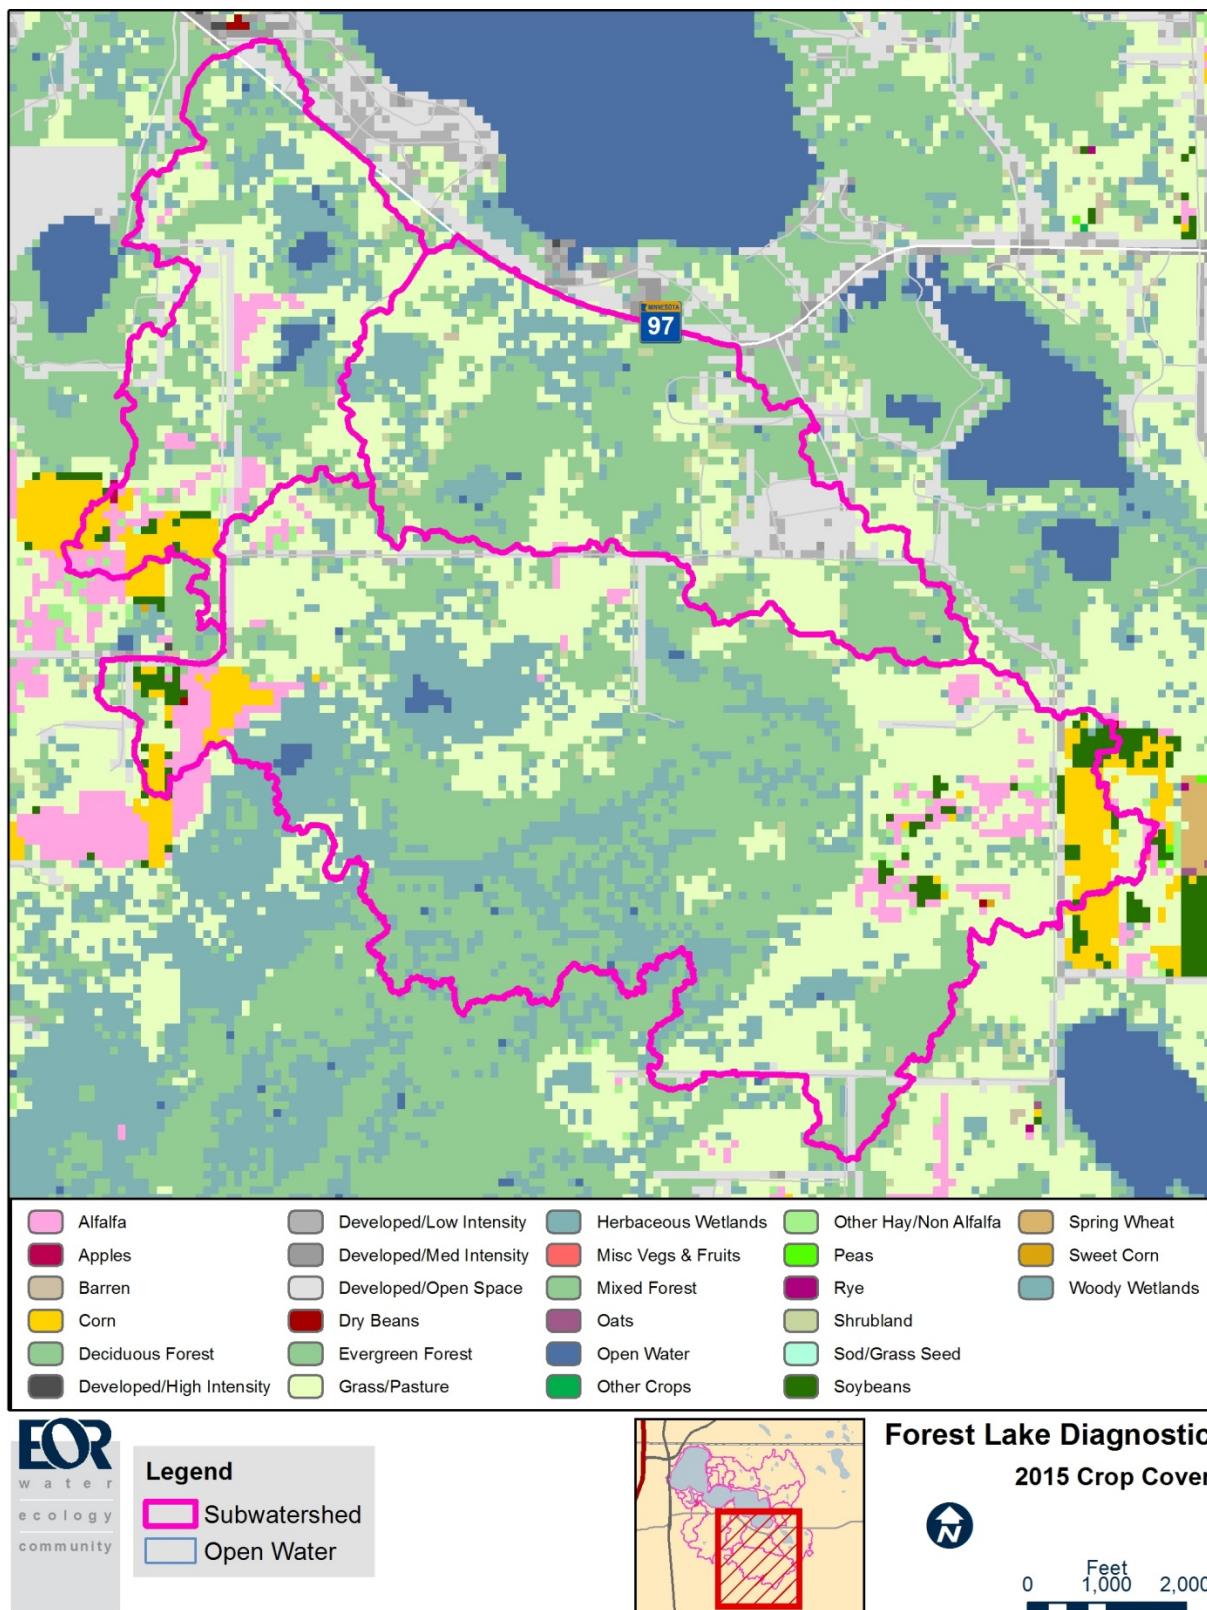 MINNESOTA
97
Alfalfa
Apples
Barren
Corn
Deciduous Forest
Developed/High Intensity
Developed/Low Intensity
Developed/Med Intensity
Developed/Open Space
Dry Beans
Evergreen Forest
Grass/Pasture
Herbaceous Wetlands
Misc Vegs & Fruits
Mixed Forest
Oats
Open Water
Other Crops
Other Hay/Non Alfalfa
Peas
Rye
Shrubland
Sod/Grass Seed
Soybeans
Spring Wheat
Sweet Corn
Woody Wetlands
EOR
water
ecology
community
Legend
Subwatershed
Open Water
Forest Lake Diagnostic
2015 Crop Cover
N
Feet
0 1,000 2,000